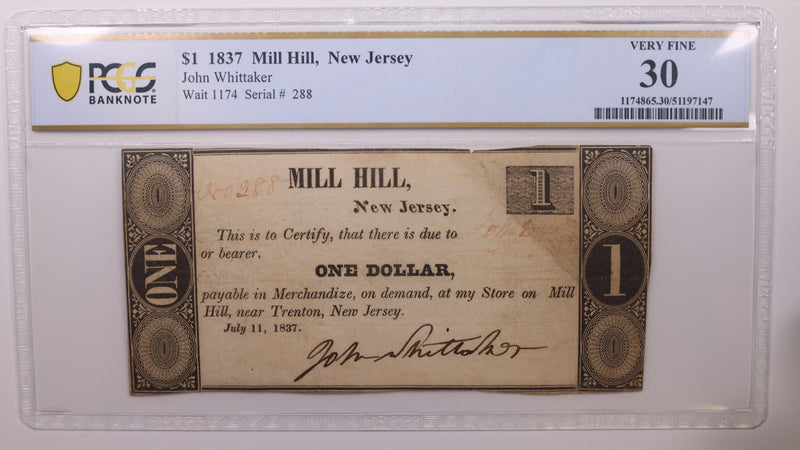 PCGS
BANKNOTE
$1 1837 Mill Hill, New Jersey
John Whittaker
Wait 1174 Serial # 288
VERY FINE
30
1174865.30/51197147
No 288
MILL HILL,
1
New Jersey.
This is to Certify, that there is due to
or bearer,
ONE DOLLAR,
payable in Merchandize, on demand, at my Store on Mill
Hill, near Trenton, New Jersey.
July 11, 1837.
John Whittaker
ONE
1